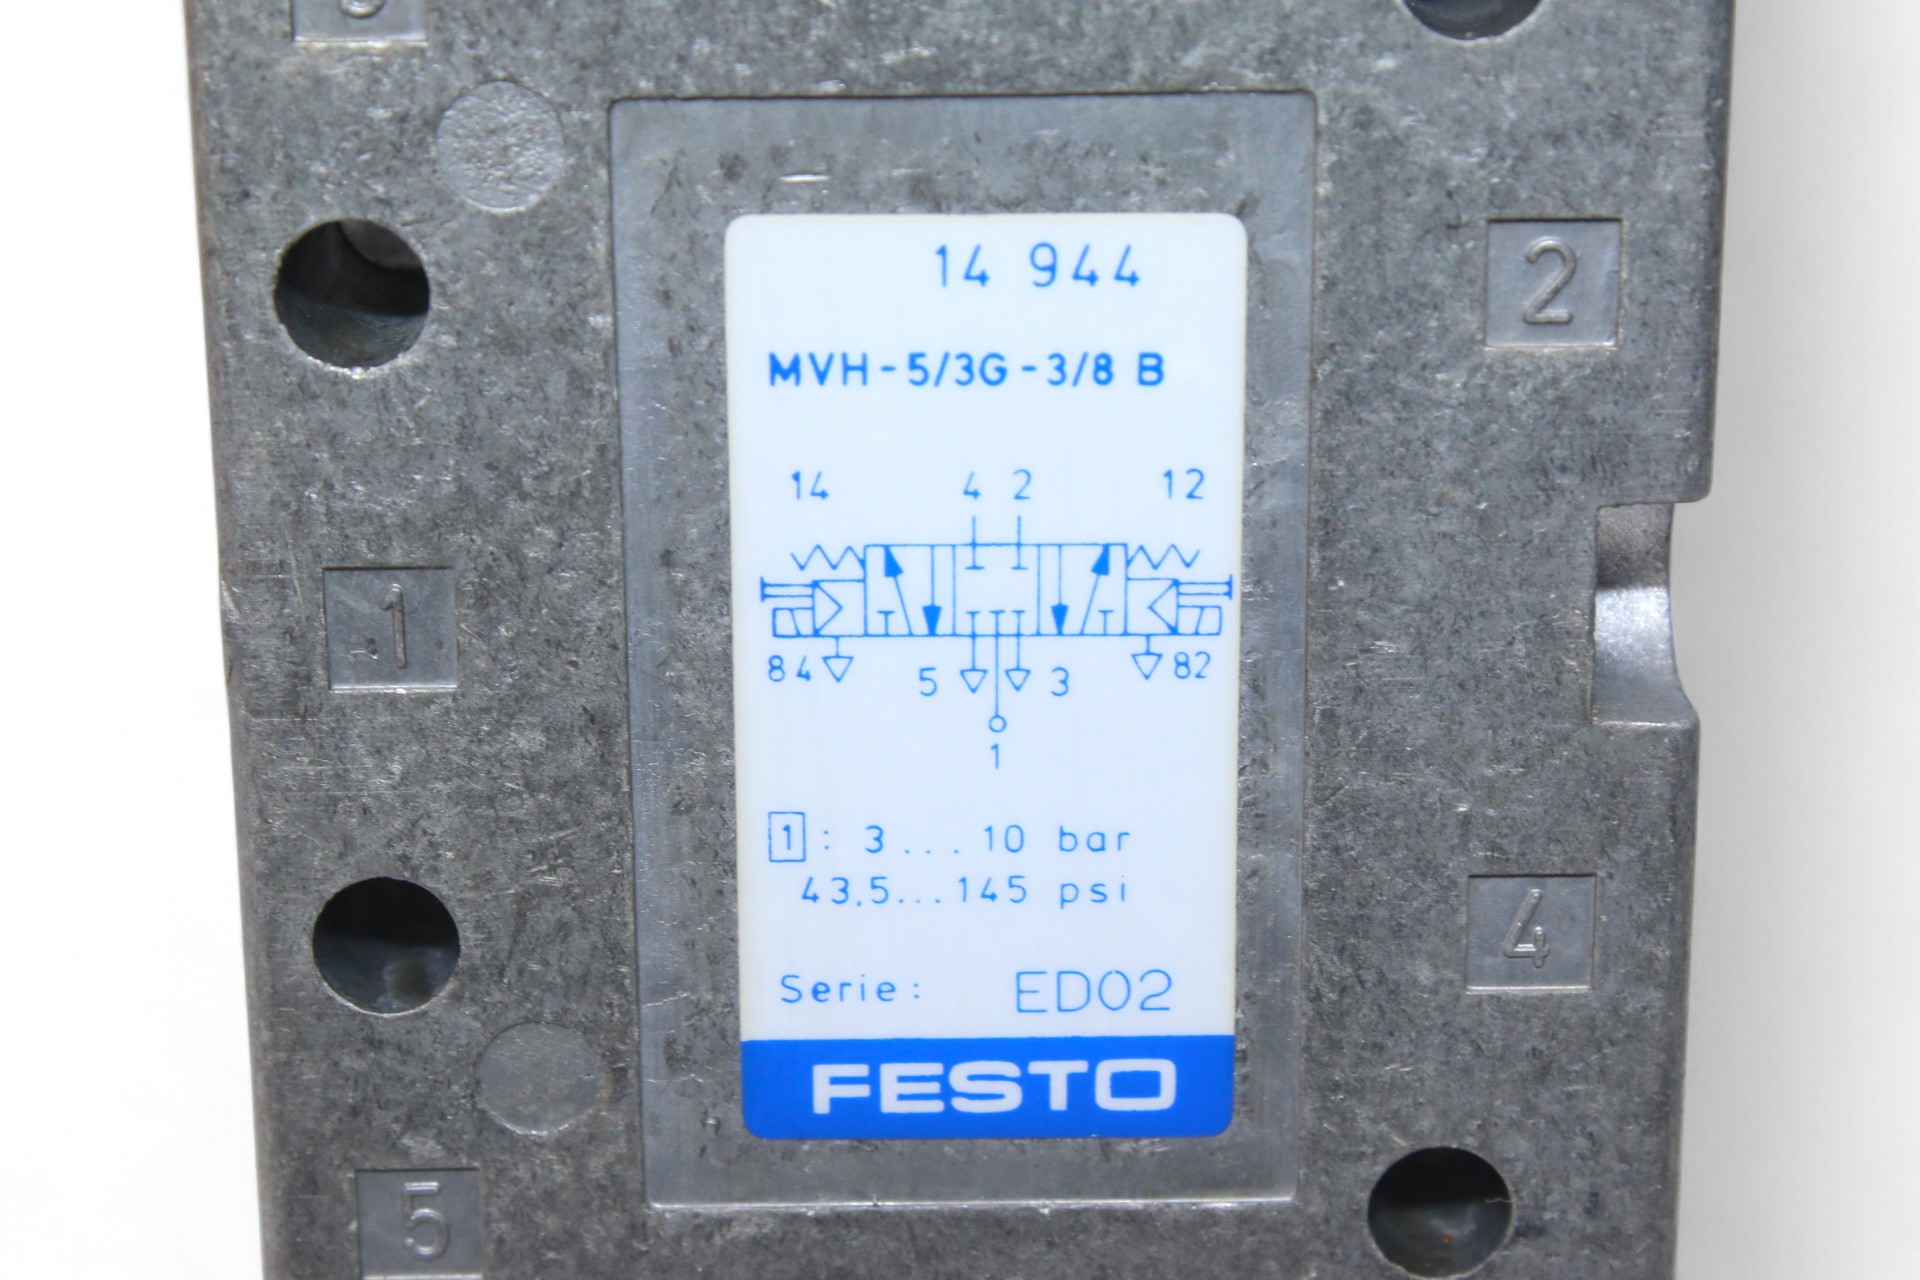 14 944
2
MVH-5/3G-3/8 B
14 4 2 12
1
84 5 3 82
1
1 : 3...10 bar
43,5...145 psi
4
Serie: ED02
FESTO
5